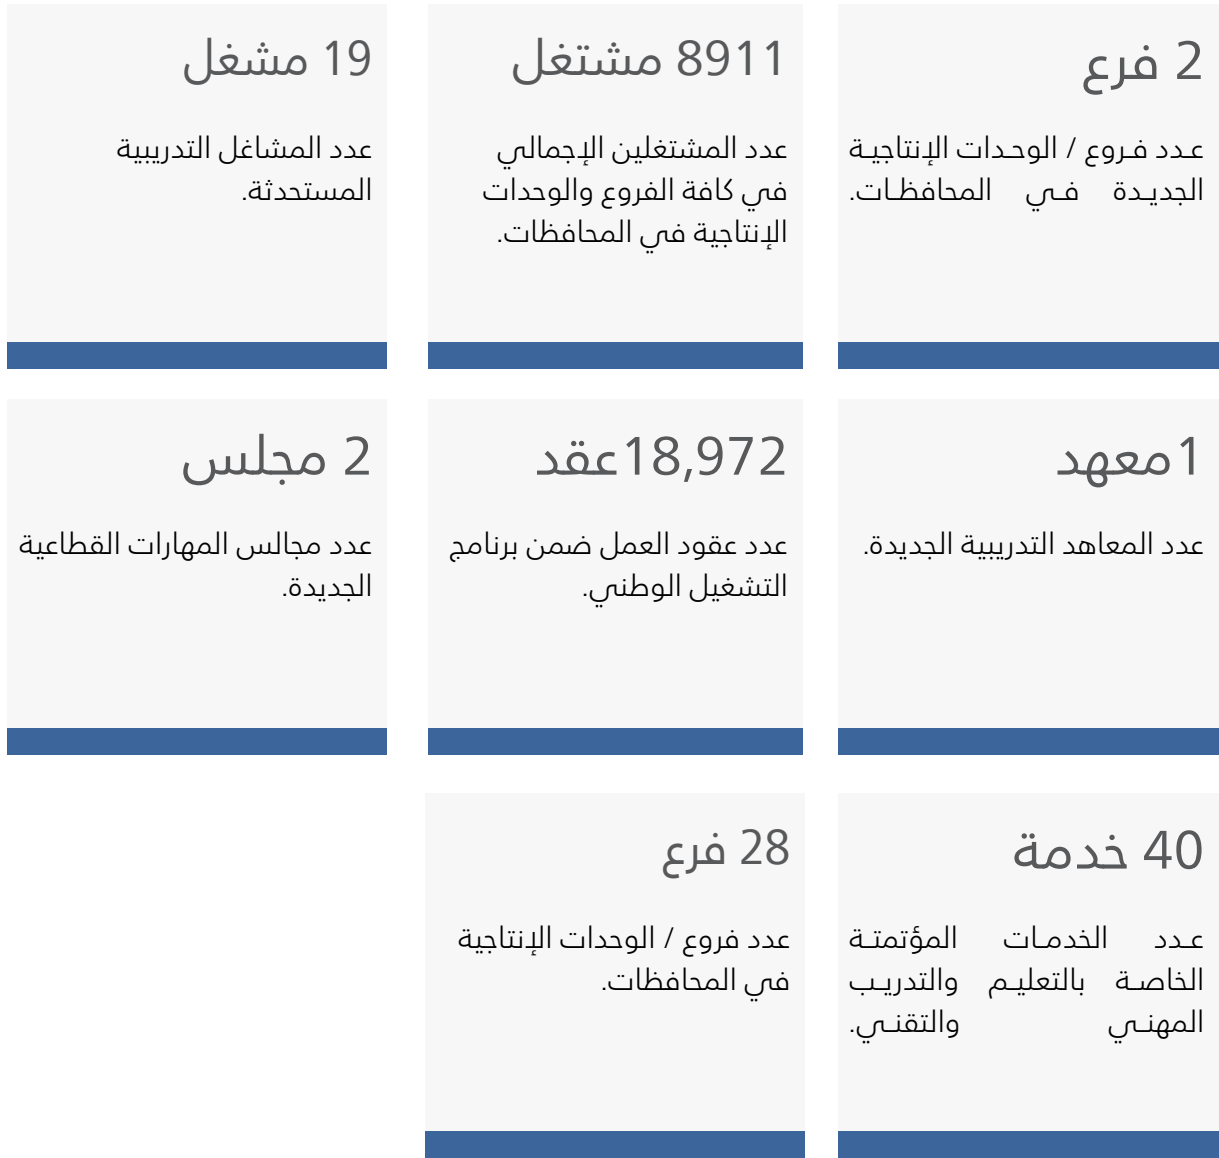 2 فرع
عدد فروع / الوحدات الإنتاجية
الجديدة في المحافظات.
8911 مشتغل
عدد المشتغلين الإجمالي
في كافة الفروع والوحدات
الإنتاجية في المحافظات.
19 مشغل
عدد المشاغل التدريبية
المستحدثة.
1معهد
عدد المعاهد التدريبية الجديدة.
18,972عقد
عدد عقود العمل ضمن برنامج
التشغيل الوطني.
2 مجلس
عدد مجالس المهارات القطاعية
الجديدة.
40 خدمة
عدد الخدمات المؤتمتة
الخاصة بالتعليم والتدريب
المهني والتقني.
28 فرع
عدد فروع / الوحدات الإنتاجية
في المحافظات.